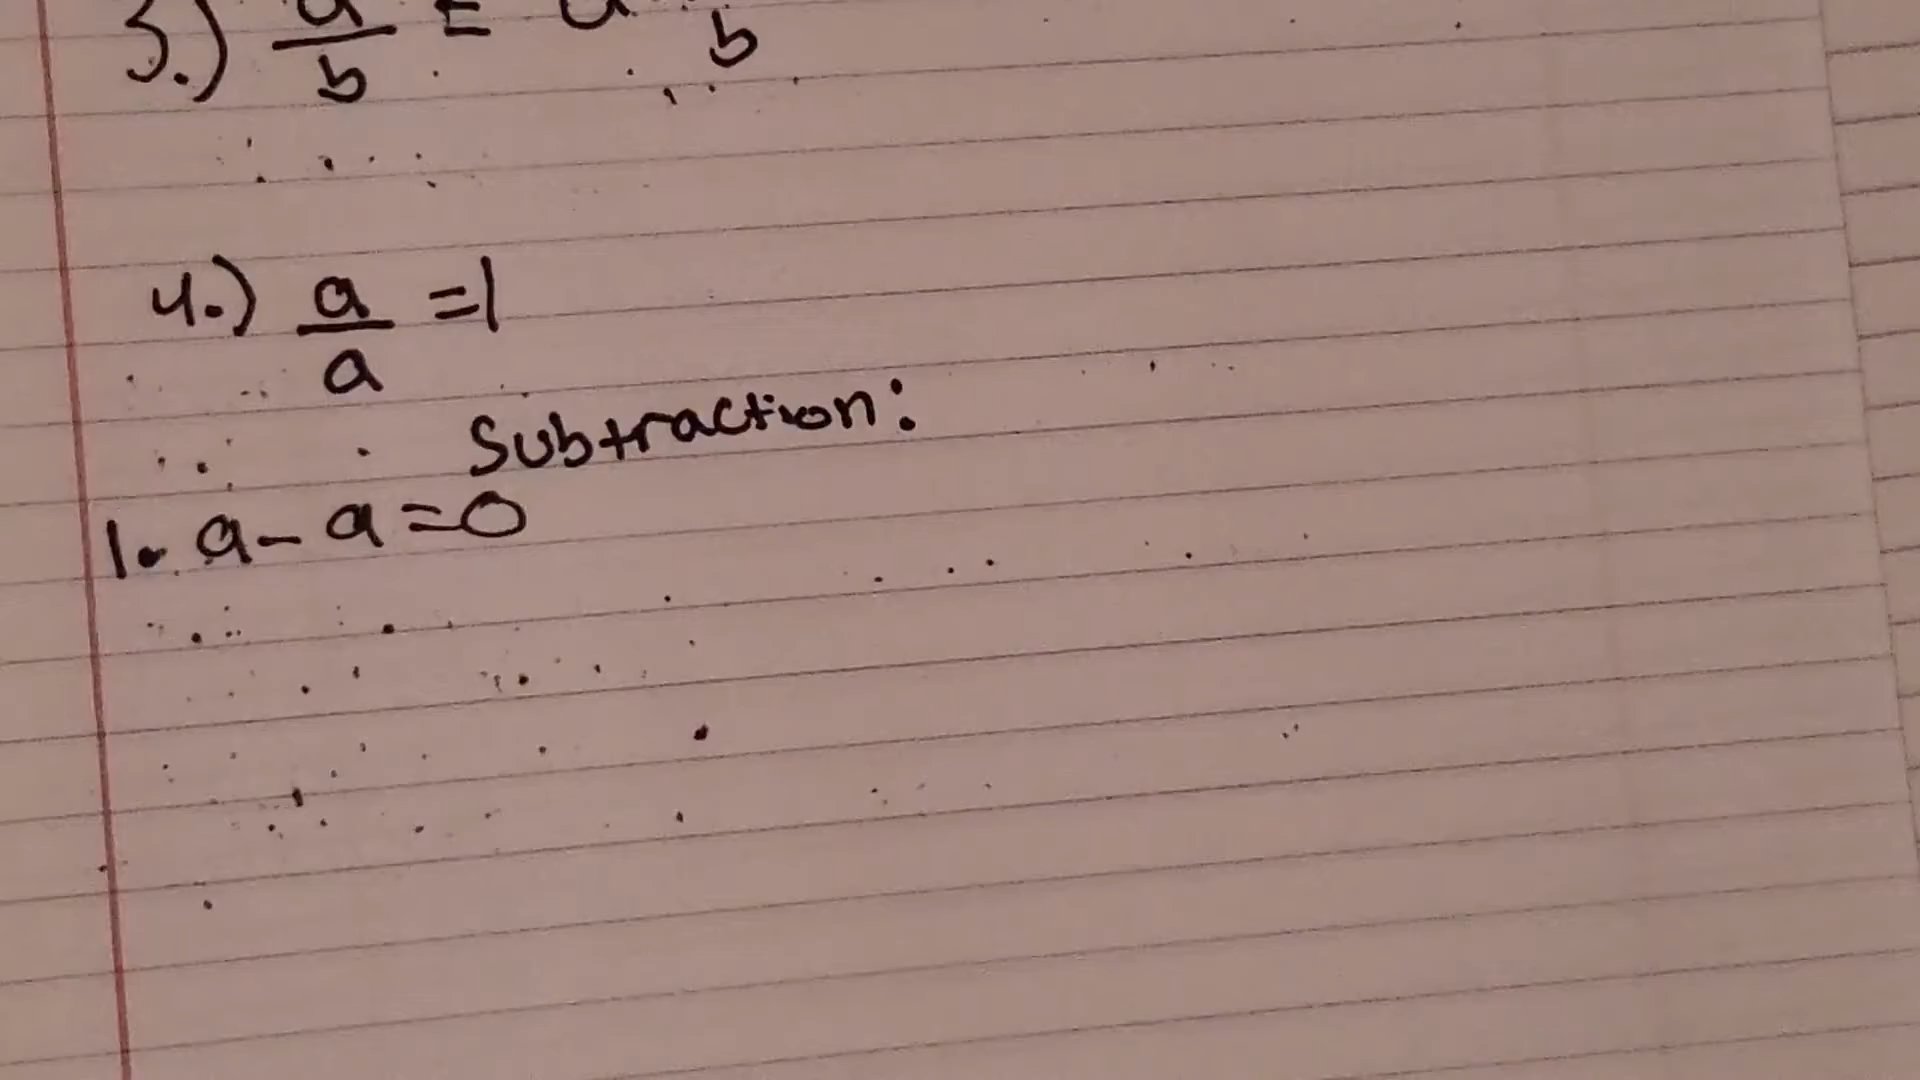 3.) a/b = a · /b
4.) a/a =1
Subtraction:
1. a - a = 0